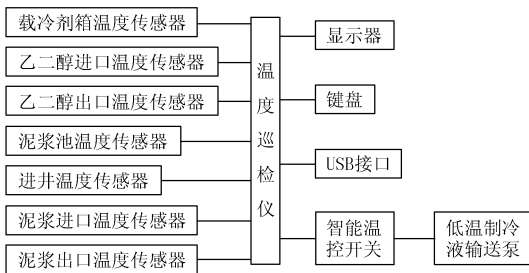 载冷剂箱温度传感器
乙二醇进口温度传感器
乙二醇出口温度传感器
泥浆池温度传感器
进井温度传感器
泥浆进口温度传感器
泥浆出口温度传感器
温
度
巡
检
仪
显示器
键盘
USB接口
智能温
控开关
低温制冷
液输送泵